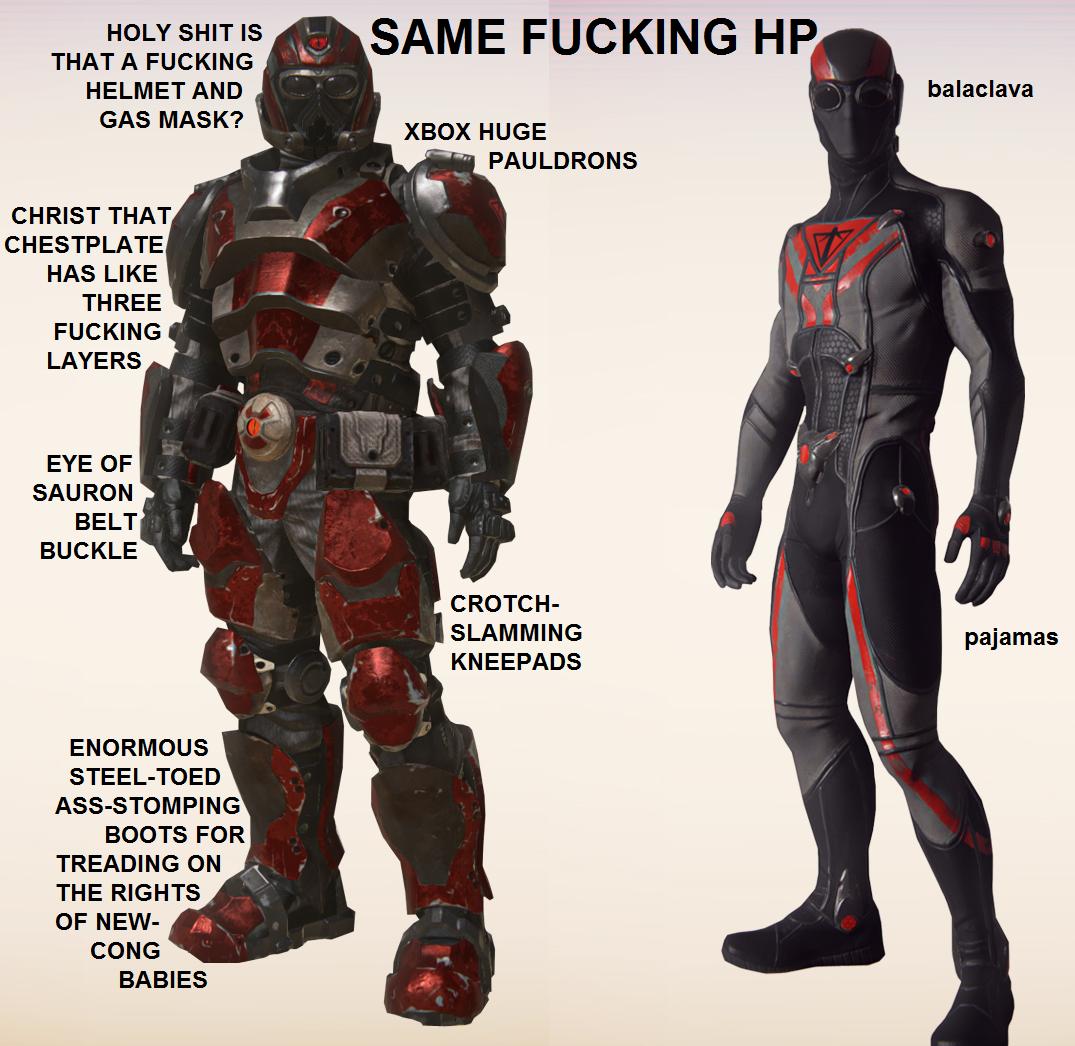 SAME FUCKING HP
HOLY SHIT IS
THAT A FUCKING
HELMET AND
GAS MASK?
XBOX HUGE
PAULDRONS
CHRIST THAT
CHESTPLATE
HAS LIKE
THREE
FUCKING
LAYERS
EYE OF
SAURON
BELT
BUCKLE
CROTCH-
SLAMMING
KNEEPADS
ENORMOUS
STEEL-TOED
ASS-STOMPING
BOOTS FOR
TREADING ON
THE RIGHTS
OF NEW-
CONG
BABIES
balaclava
pajamas